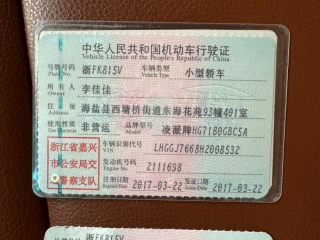 中华人民共和国机动车行驶证
Vehicle License of the People's Republic of China
号牌号码 浙FK815V 车辆类型 小型轿车
Plate No. Vehicle Type
所有人 李佳佳
Owner
住址 海盐县西塘桥街道东海花苑93幢401室
Address
使用性质 非营运 品牌型号 凌派牌HG7180GBC5A
Use Character Model
浙江省嘉兴
市公安局交
通警察支队
车辆识别代号 LHGGJ7668H2008532
VIN
发动机号码 2111698
Engine No.
注册日期 2017-03-22 发证日期 2017-03-22
Register Date Issue Date
浙FK815V